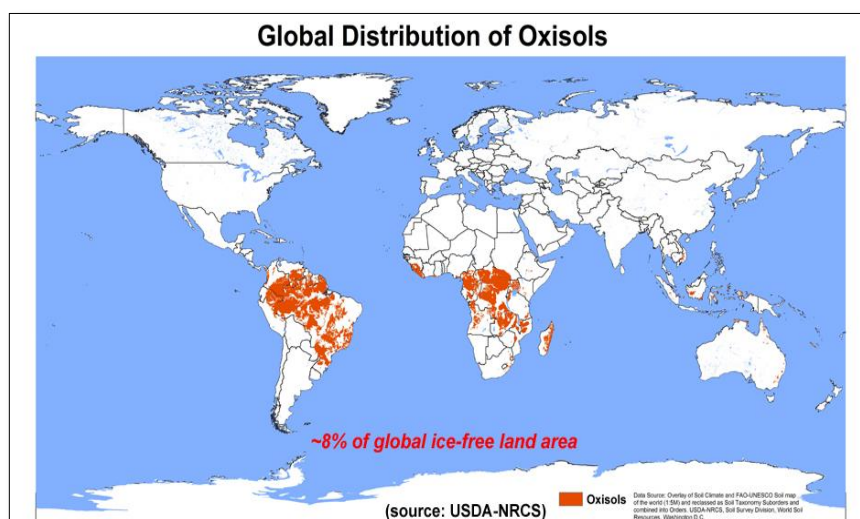 Global Distribution of Oxisols
~8% of global ice-free land area
(source: USDA-NRCS)
Oxisols
Data Source: Overlay of Soil Climate and FAO-UNESCO Soil map
of the world (1:5M) and reclassed as Soil Taxonomy Suborders and
combined into Orders. USDA-NRCS, Soil Survey Division, World Soil
Resources, Washington D.C.